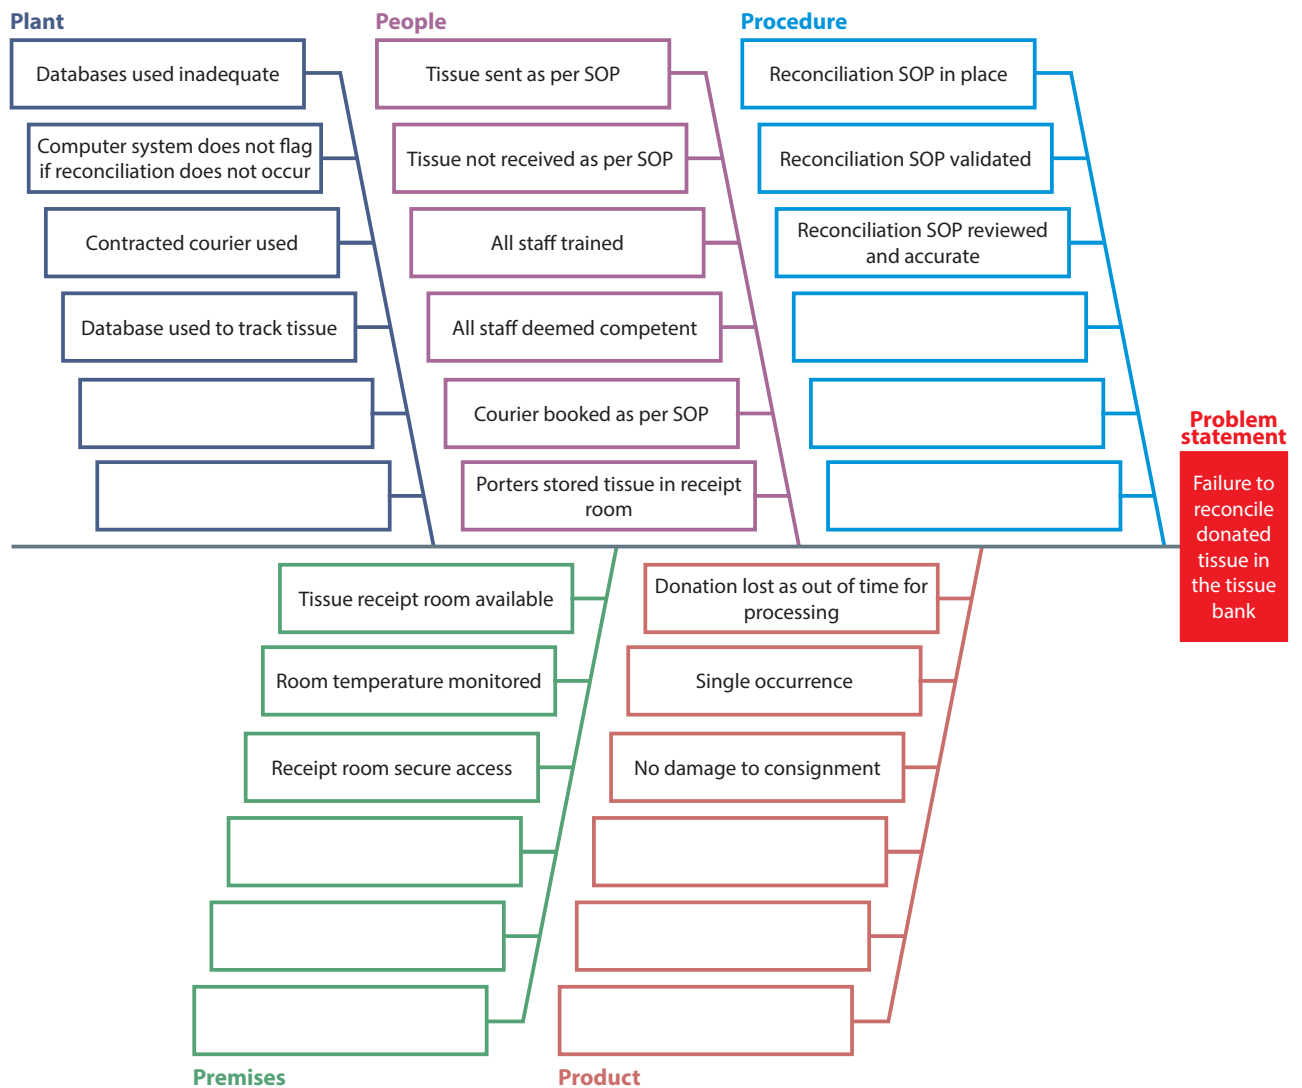 Plant
Databases used inadequate
Computer system does not flag
if reconciliation does not occur
Contracted courier used
Database used to track tissue
People
Tissue sent as per SOP
Tissue not received as per SOP
All staff trained
All staff deemed competent
Courier booked as per SOP
Porters stored tissue in receipt
room
Procedure
Reconciliation SOP in place
Reconciliation SOP validated
Reconciliation SOP reviewed
and accurate
Problem
statement
Failure to
reconcile
donated
tissue in
the tissue
bank
Tissue receipt room available
Room temperature monitored
Receipt room secure access
Premises
Donation lost as out of time for
processing
Single occurrence
No damage to consignment
Product